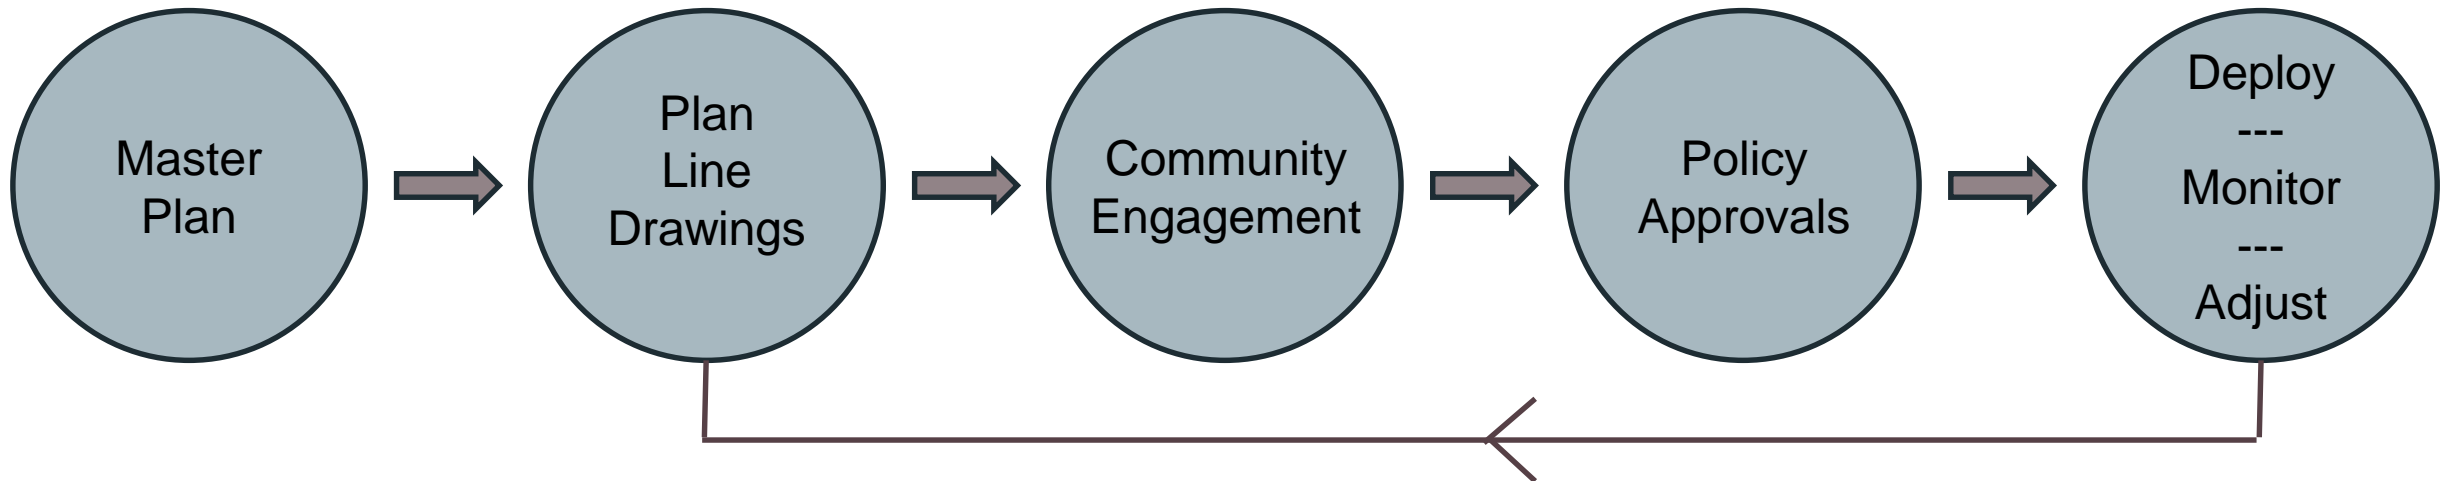 Master
Plan
Plan
Line
Drawings
Community
Engagement
Policy
Approvals
Deploy
---
Monitor
---
Adjust